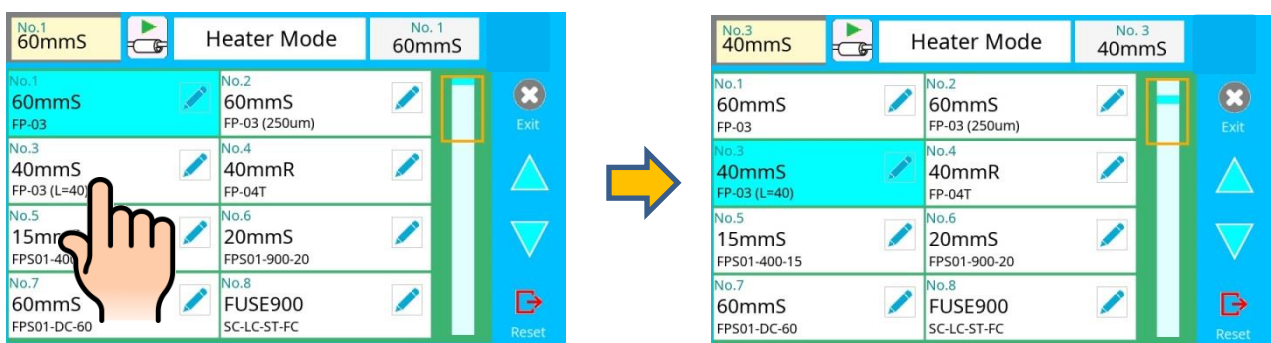 No.1
60mmS
Heater Mode
No. 1
60mmS
No.1
60mmS
FP-03
No.2
60mmS
FP-03 (250um)
Exit
No.3
40mmS
FP-03 (L=40)
No.4
40mmR
FP-04T
No.5
No.6
20mmS
FPS01-900-20
No.7
60mmS
FPS01-DC-60
No.8
FUSE900
SC-LC-ST-FC
Reset
No.3
40mmS
Heater Mode
No. 3
40mmS
No.1
60mmS
FP-03
No.2
60mmS
FP-03 (250um)
Exit
No.3
40mmS
FP-03 (L=40)
No.4
40mmR
FP-04T
No.5
15mmS
FPS01-400-15
No.6
20mmS
FPS01-900-20
No.7
60mmS
FPS01-DC-60
No.8
FUSE900
SC-LC-ST-FC
Reset